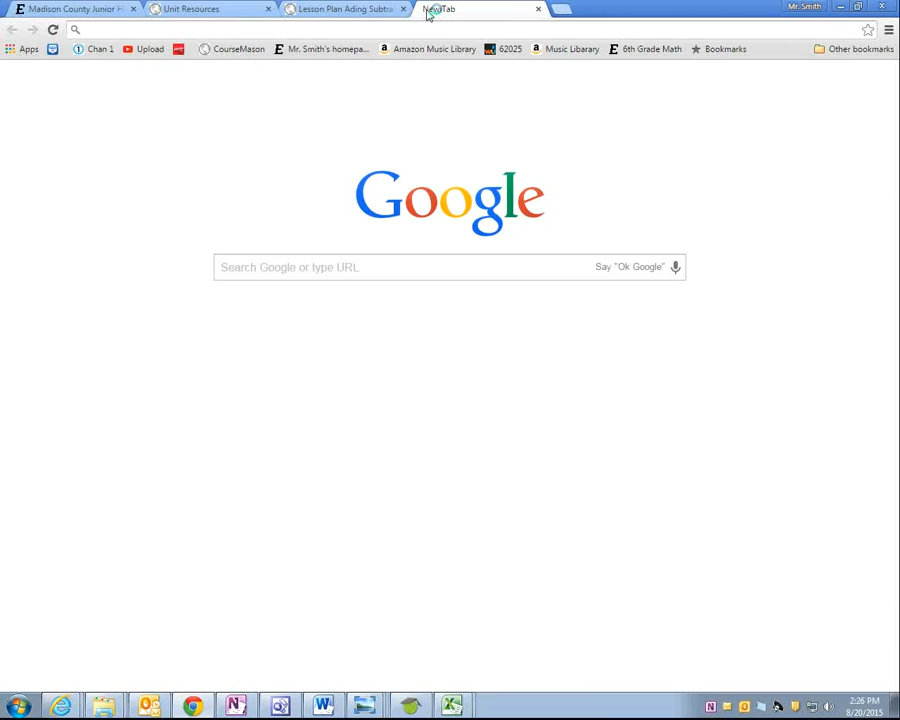 Madison County Junior H
Unit Resources
Lesson Plan Ading Subtra
New Tab
Mr. Smith
Apps
Chan 1
Upload
CourseMason
Mr. Smith's homepa...
Amazon Music Library
62025
Music Libarary
6th Grade Math
Bookmarks
Other bookmarks
Google
Search Google or type URL
Say "Ok Google"
2:26 PM
8/20/2015